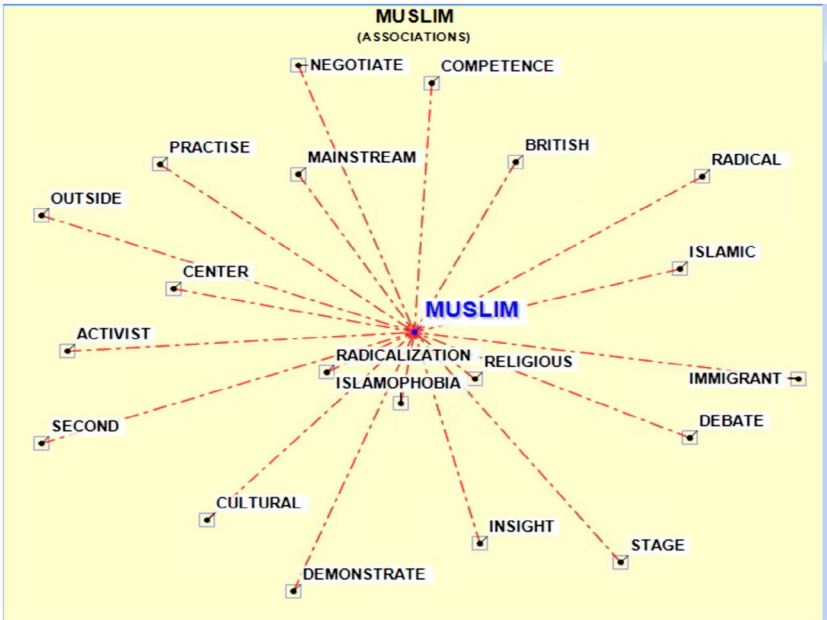 MUSLIM
(ASSOCIATIONS)
NEGOTIATE
COMPETENCE
PRACTISE
MAINSTREAM
BRITISH
RADICAL
OUTSIDE
CENTER
ISLAMIC
MUSLIM
ACTIVIST
RADICALIZATION
RELIGIOUS
ISLAMOPHOBIA
IMMIGRANT
SECOND
DEBATE
CULTURAL
INSIGHT
STAGE
DEMONSTRATE